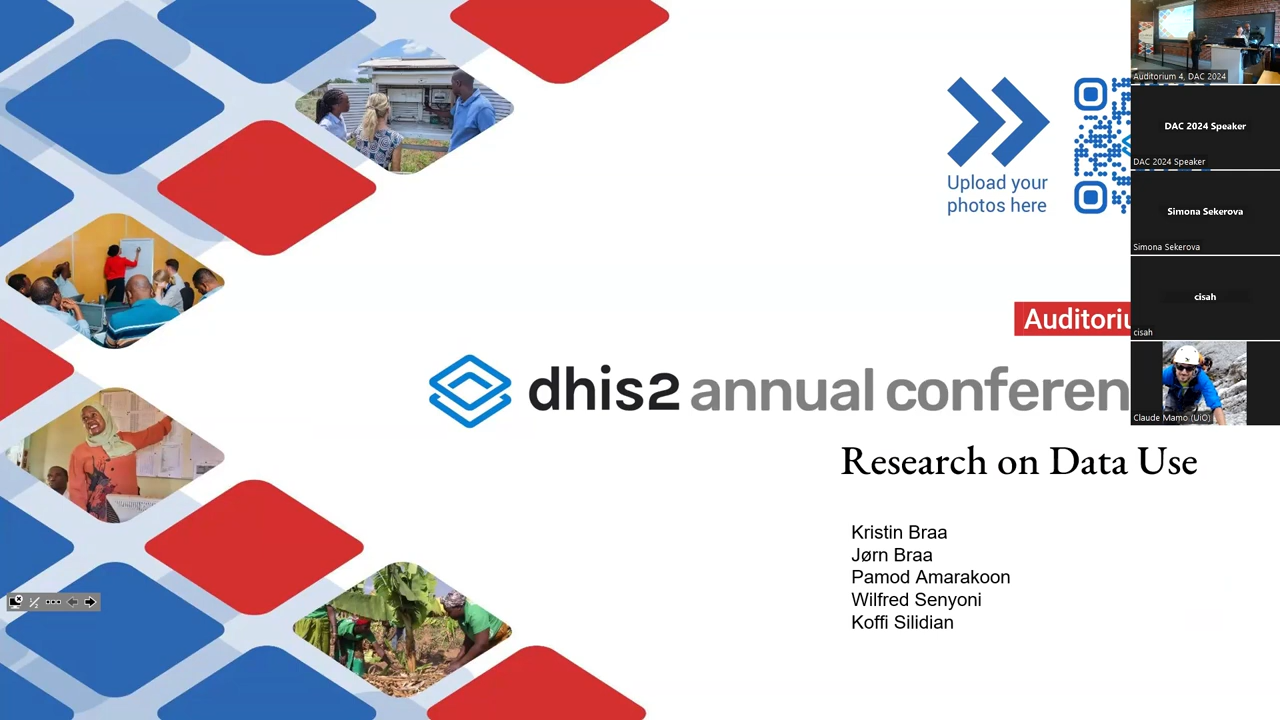 Upload your
photos here
Auditoriu
dhis2 annual conferen
Research on Data Use
Kristin Braa
Jørn Braa
Pamod Amarakoon
Wilfred Senyoni
Koffi Silidian
Auditorium 4, DAC 2024
DAC 2024 Speaker
DAC 2024 Speaker
Simona Sekerova
Simona Sekerova
cisah
cisah
Claude Mamo (UiO)